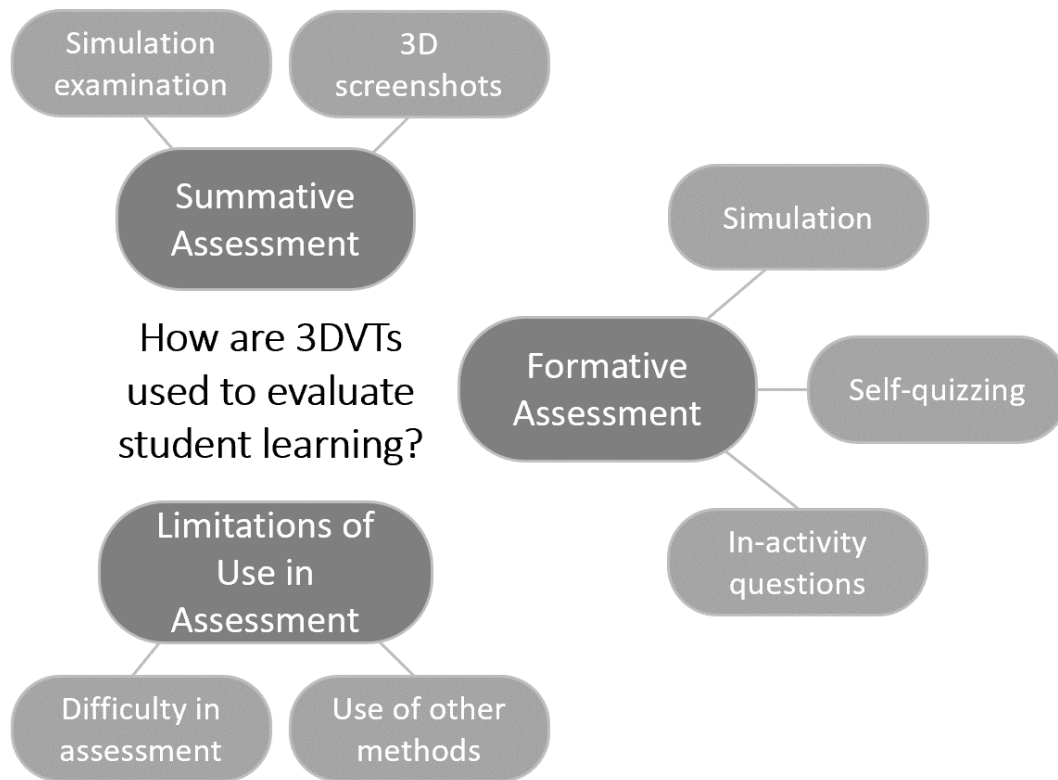 Simulation
examination
3D
screenshots
Summative
Assessment
How are 3DVTs
used to evaluate
student learning?
Simulation
Formative
Assessment
Self-quizzing
In-activity
questions
Limitations of
Use in
Assessment
Difficulty in
assessment
Use of other
methods